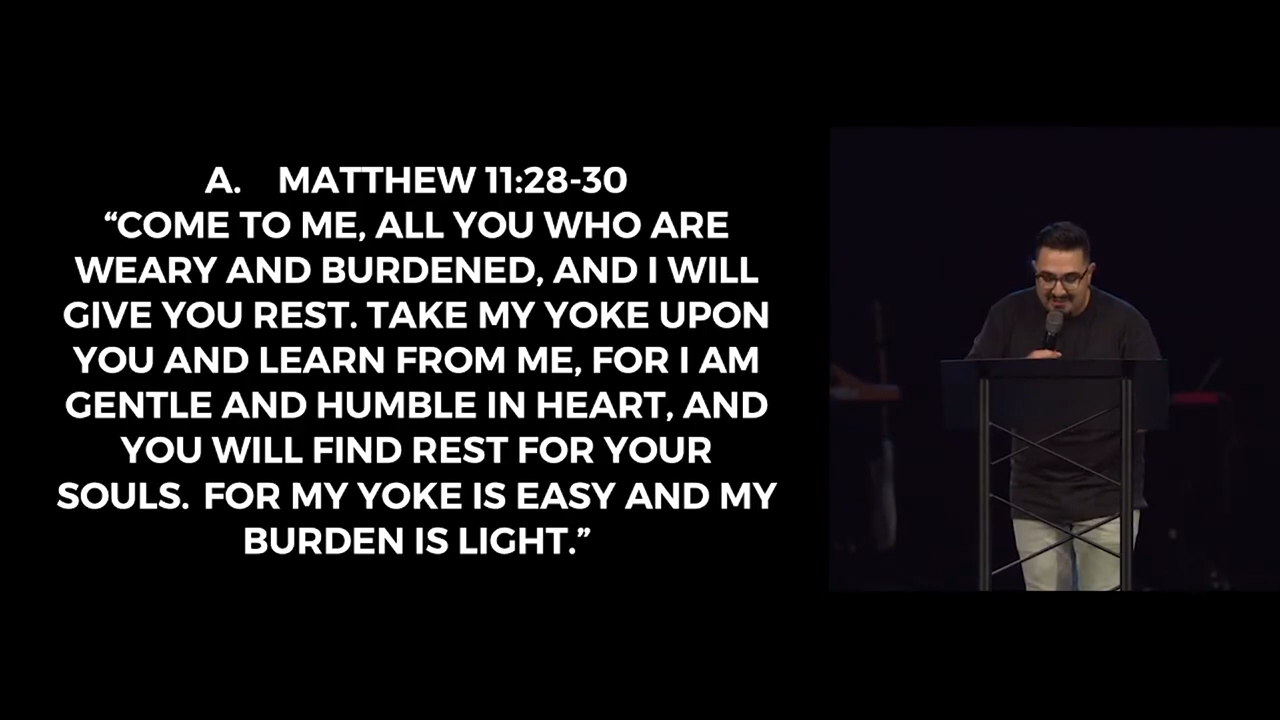 A. MATTHEW 11:28-30
“COME TO ME, ALL YOU WHO ARE
WEARY AND BURDENED, AND I WILL
GIVE YOU REST. TAKE MY YOKE UPON
YOU AND LEARN FROM ME, FOR I AM
GENTLE AND HUMBLE IN HEART, AND
YOU WILL FIND REST FOR YOUR
SOULS. FOR MY YOKE IS EASY AND MY
BURDEN IS LIGHT.”